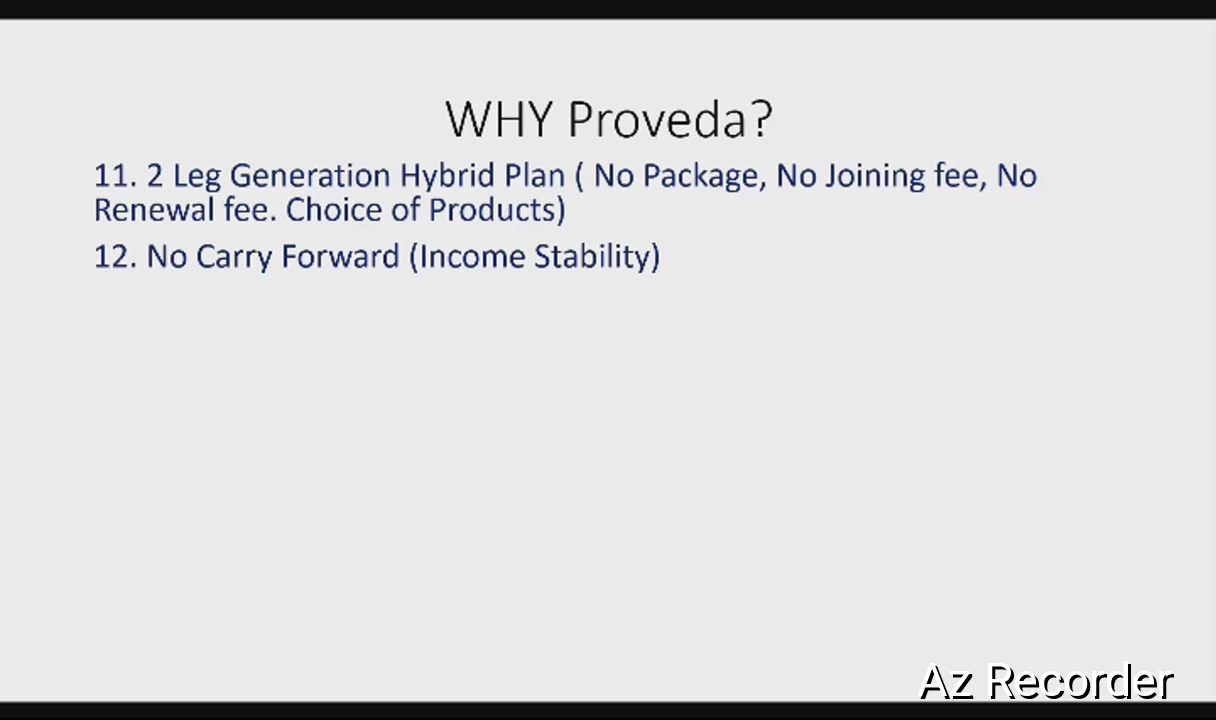 WHY Proveda?
11. 2 Leg Generation Hybrid Plan ( No Package, No Joining fee, No
Renewal fee. Choice of Products)
12. No Carry Forward (Income Stability)
Az Recorder